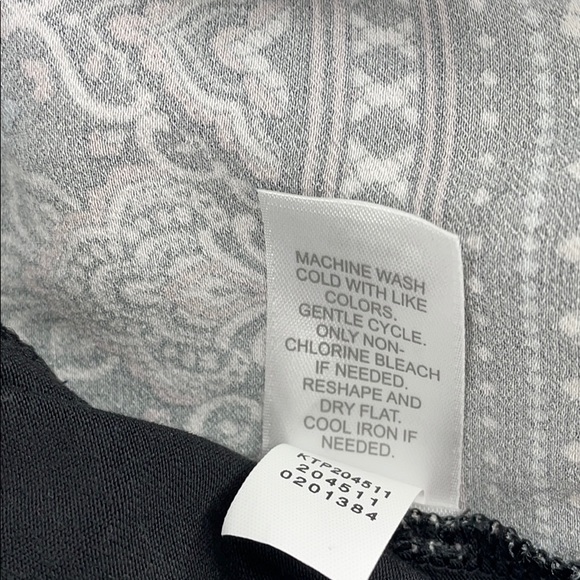 MACHINE WASH
COLD WITH LIKE
COLORS.
GENTLE CYCLE.
ONLY NON-
CHLORINE BLEACH
IF NEEDED.
RESHAPE AND
DRY FLAT.
COOL IRON IF
NEEDED.
KTP204511
204511
0201384